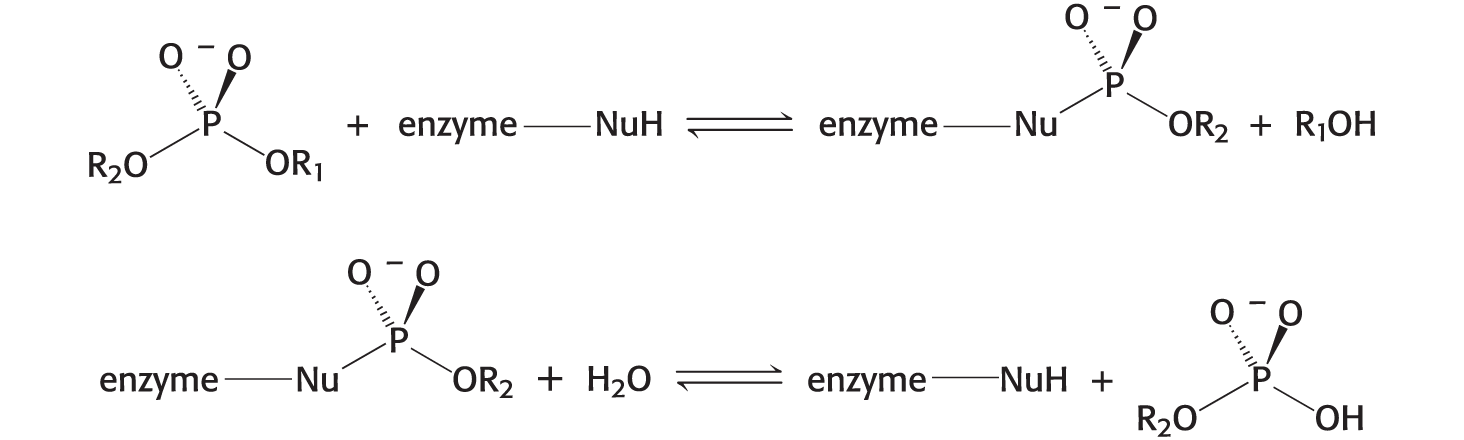 O − O
P
R₂O OR₁ + enzyme NuH ⇌ enzyme Nu
O − O
P
OR₂ + R₁OH
O − O
P
enzyme Nu OR₂ + H₂O ⇌ enzyme NuH +
O − O
P
R₂O OH